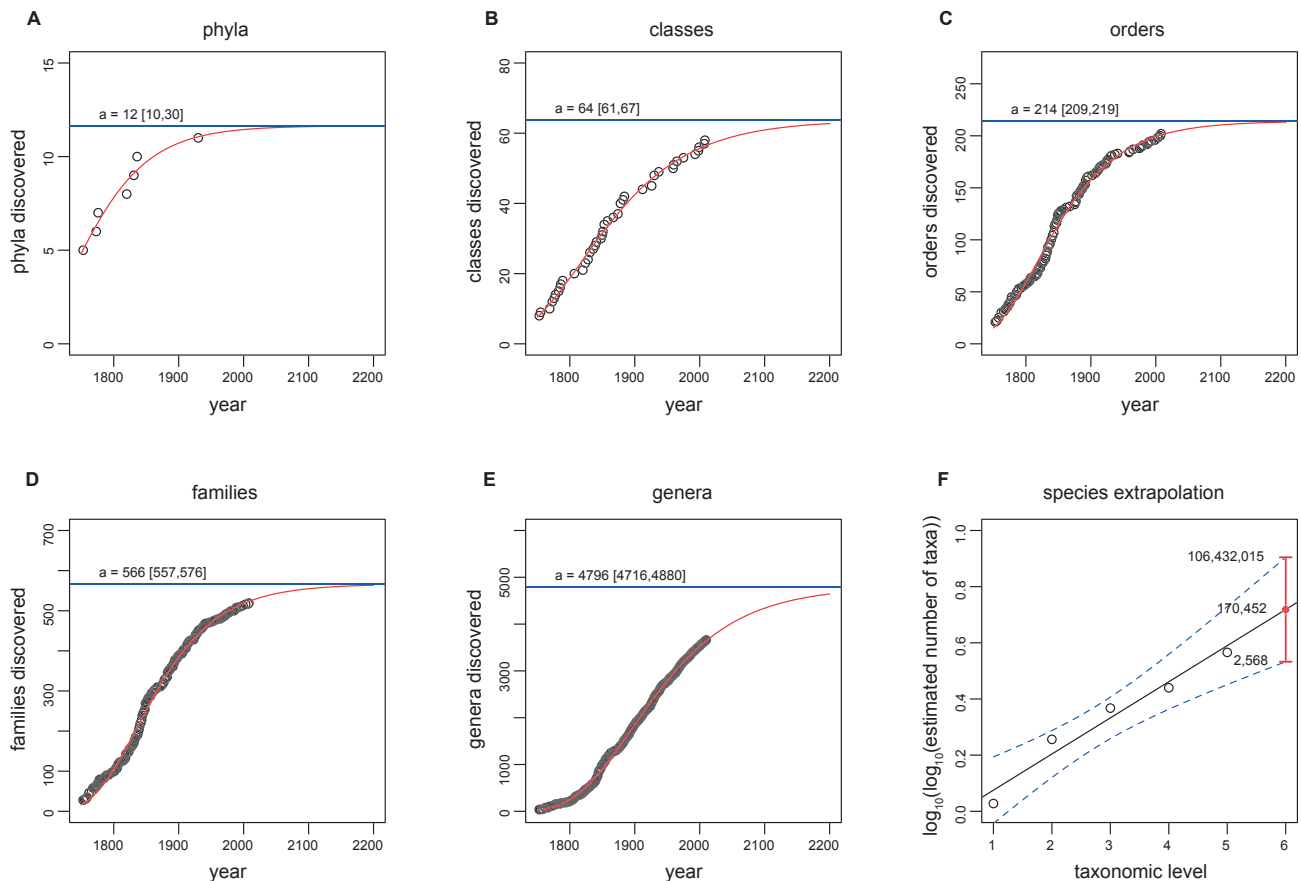 A
phyla
phyla discovered
0 5 10 15
a = 12 [10,30]
1800 1900 2000 2100 2200
year
B
classes
classes discovered
0 20 40 60 80
a = 64 [61,67]
1800 1900 2000 2100 2200
year
C
orders
orders discovered
0 50 100 150 200 250
a = 214 [209,219]
1800 1900 2000 2100 2200
year
D
families
families discovered
0 100 300 500 700
a = 566 [557,576]
1800 1900 2000 2100 2200
year
E
genera
genera discovered
0 1000 3000 5000
a = 4796 [4716,4880]
1800 1900 2000 2100 2200
year
F
species extrapolation
log10(log10(estimated number of taxa))
0.0 0.2 0.4 0.6 0.8 1.0
106,432,015
170,452
2,568
1 2 3 4 5 6
taxonomic level